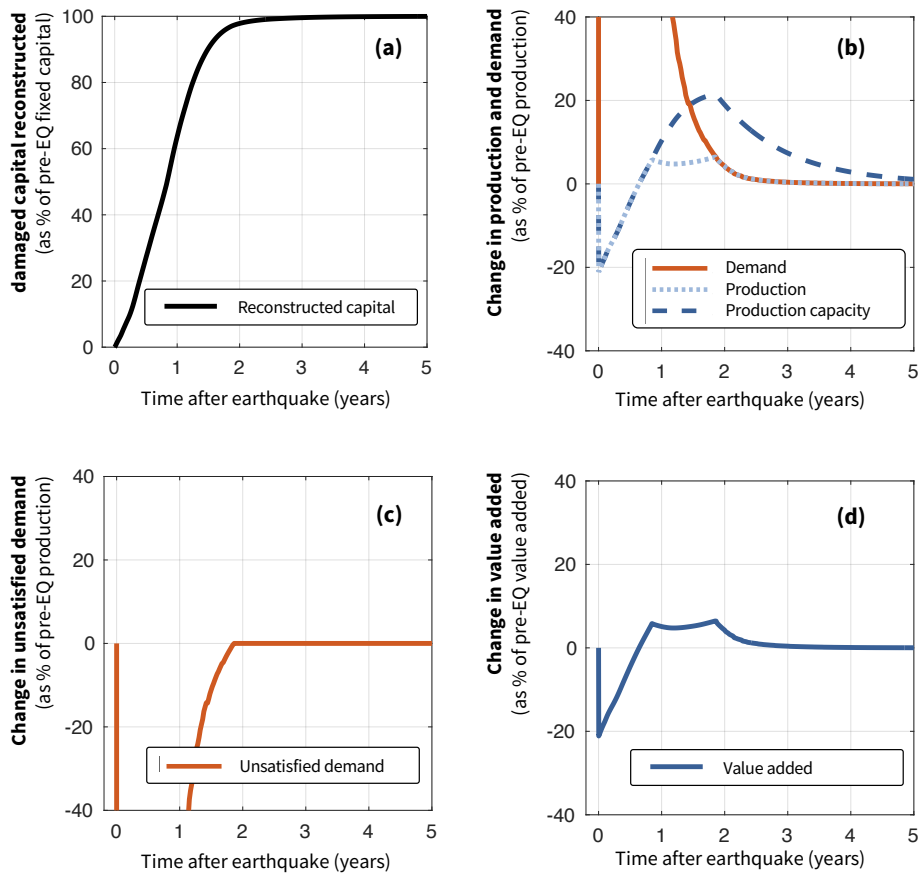 damaged capital reconstructed
(as % of pre-EQ fixed capital)
100
80
60
40
20
0
(a)
Reconstructed capital
0 1 2 3 4 5
Time after earthquake (years)
Change in production and demand
(as % of pre-EQ production)
40
20
0
-20
-40
(b)
Demand
Production
Production capacity
0 1 2 3 4 5
Time after earthquake (years)
Change in unsatisfied demand
(as % of pre-EQ production)
40
20
0
-20
-40
(c)
Unsatisfied demand
0 1 2 3 4 5
Time after earthquake (years)
Change in value added
(as % of pre-EQ value added)
40
20
0
-20
-40
(d)
Value added
0 1 2 3 4 5
Time after earthquake (years)